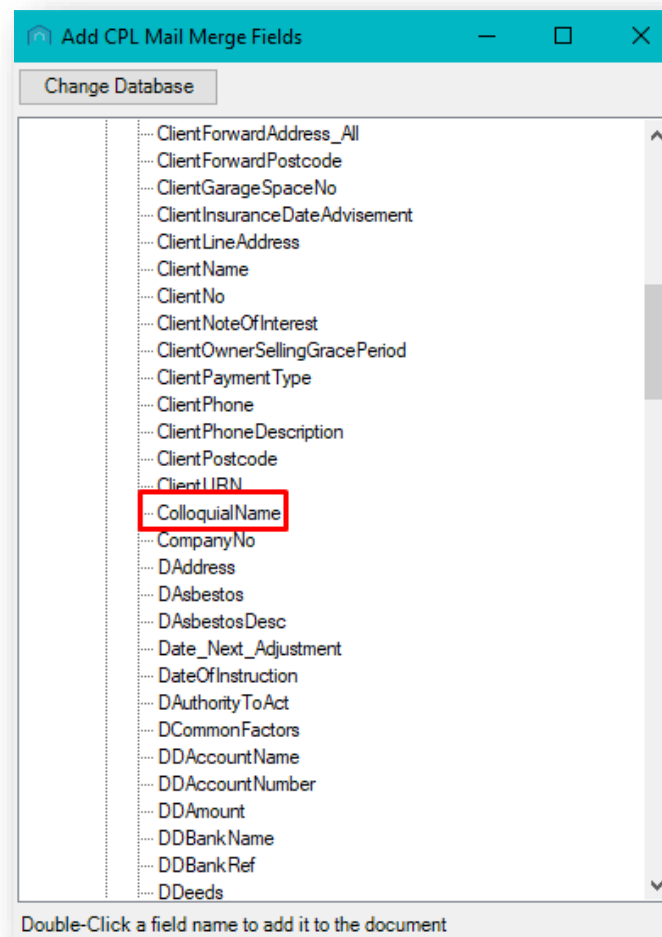 Add CPL Mail Merge Fields
Change Database
ClientForwardAddress_All
ClientForwardPostcode
ClientGarageSpaceNo
ClientInsuranceDateAdvisement
ClientLineAddress
ClientName
ClientNo
ClientNoteOfInterest
ClientOwnerSellingGracePeriod
ClientPaymentType
ClientPhone
ClientPhoneDescription
ClientPostcode
ClientURN
ColloquialName
CompanyNo
DAddress
DAsbestos
DAsbestosDesc
Date_Next_Adjustment
DateOfInstruction
DAuthorityToAct
DCommonFactors
DDAccountName
DDAccountNumber
DDAmount
DDBankName
DDBankRef
DDeeds
Double-Click a field name to add it to the document